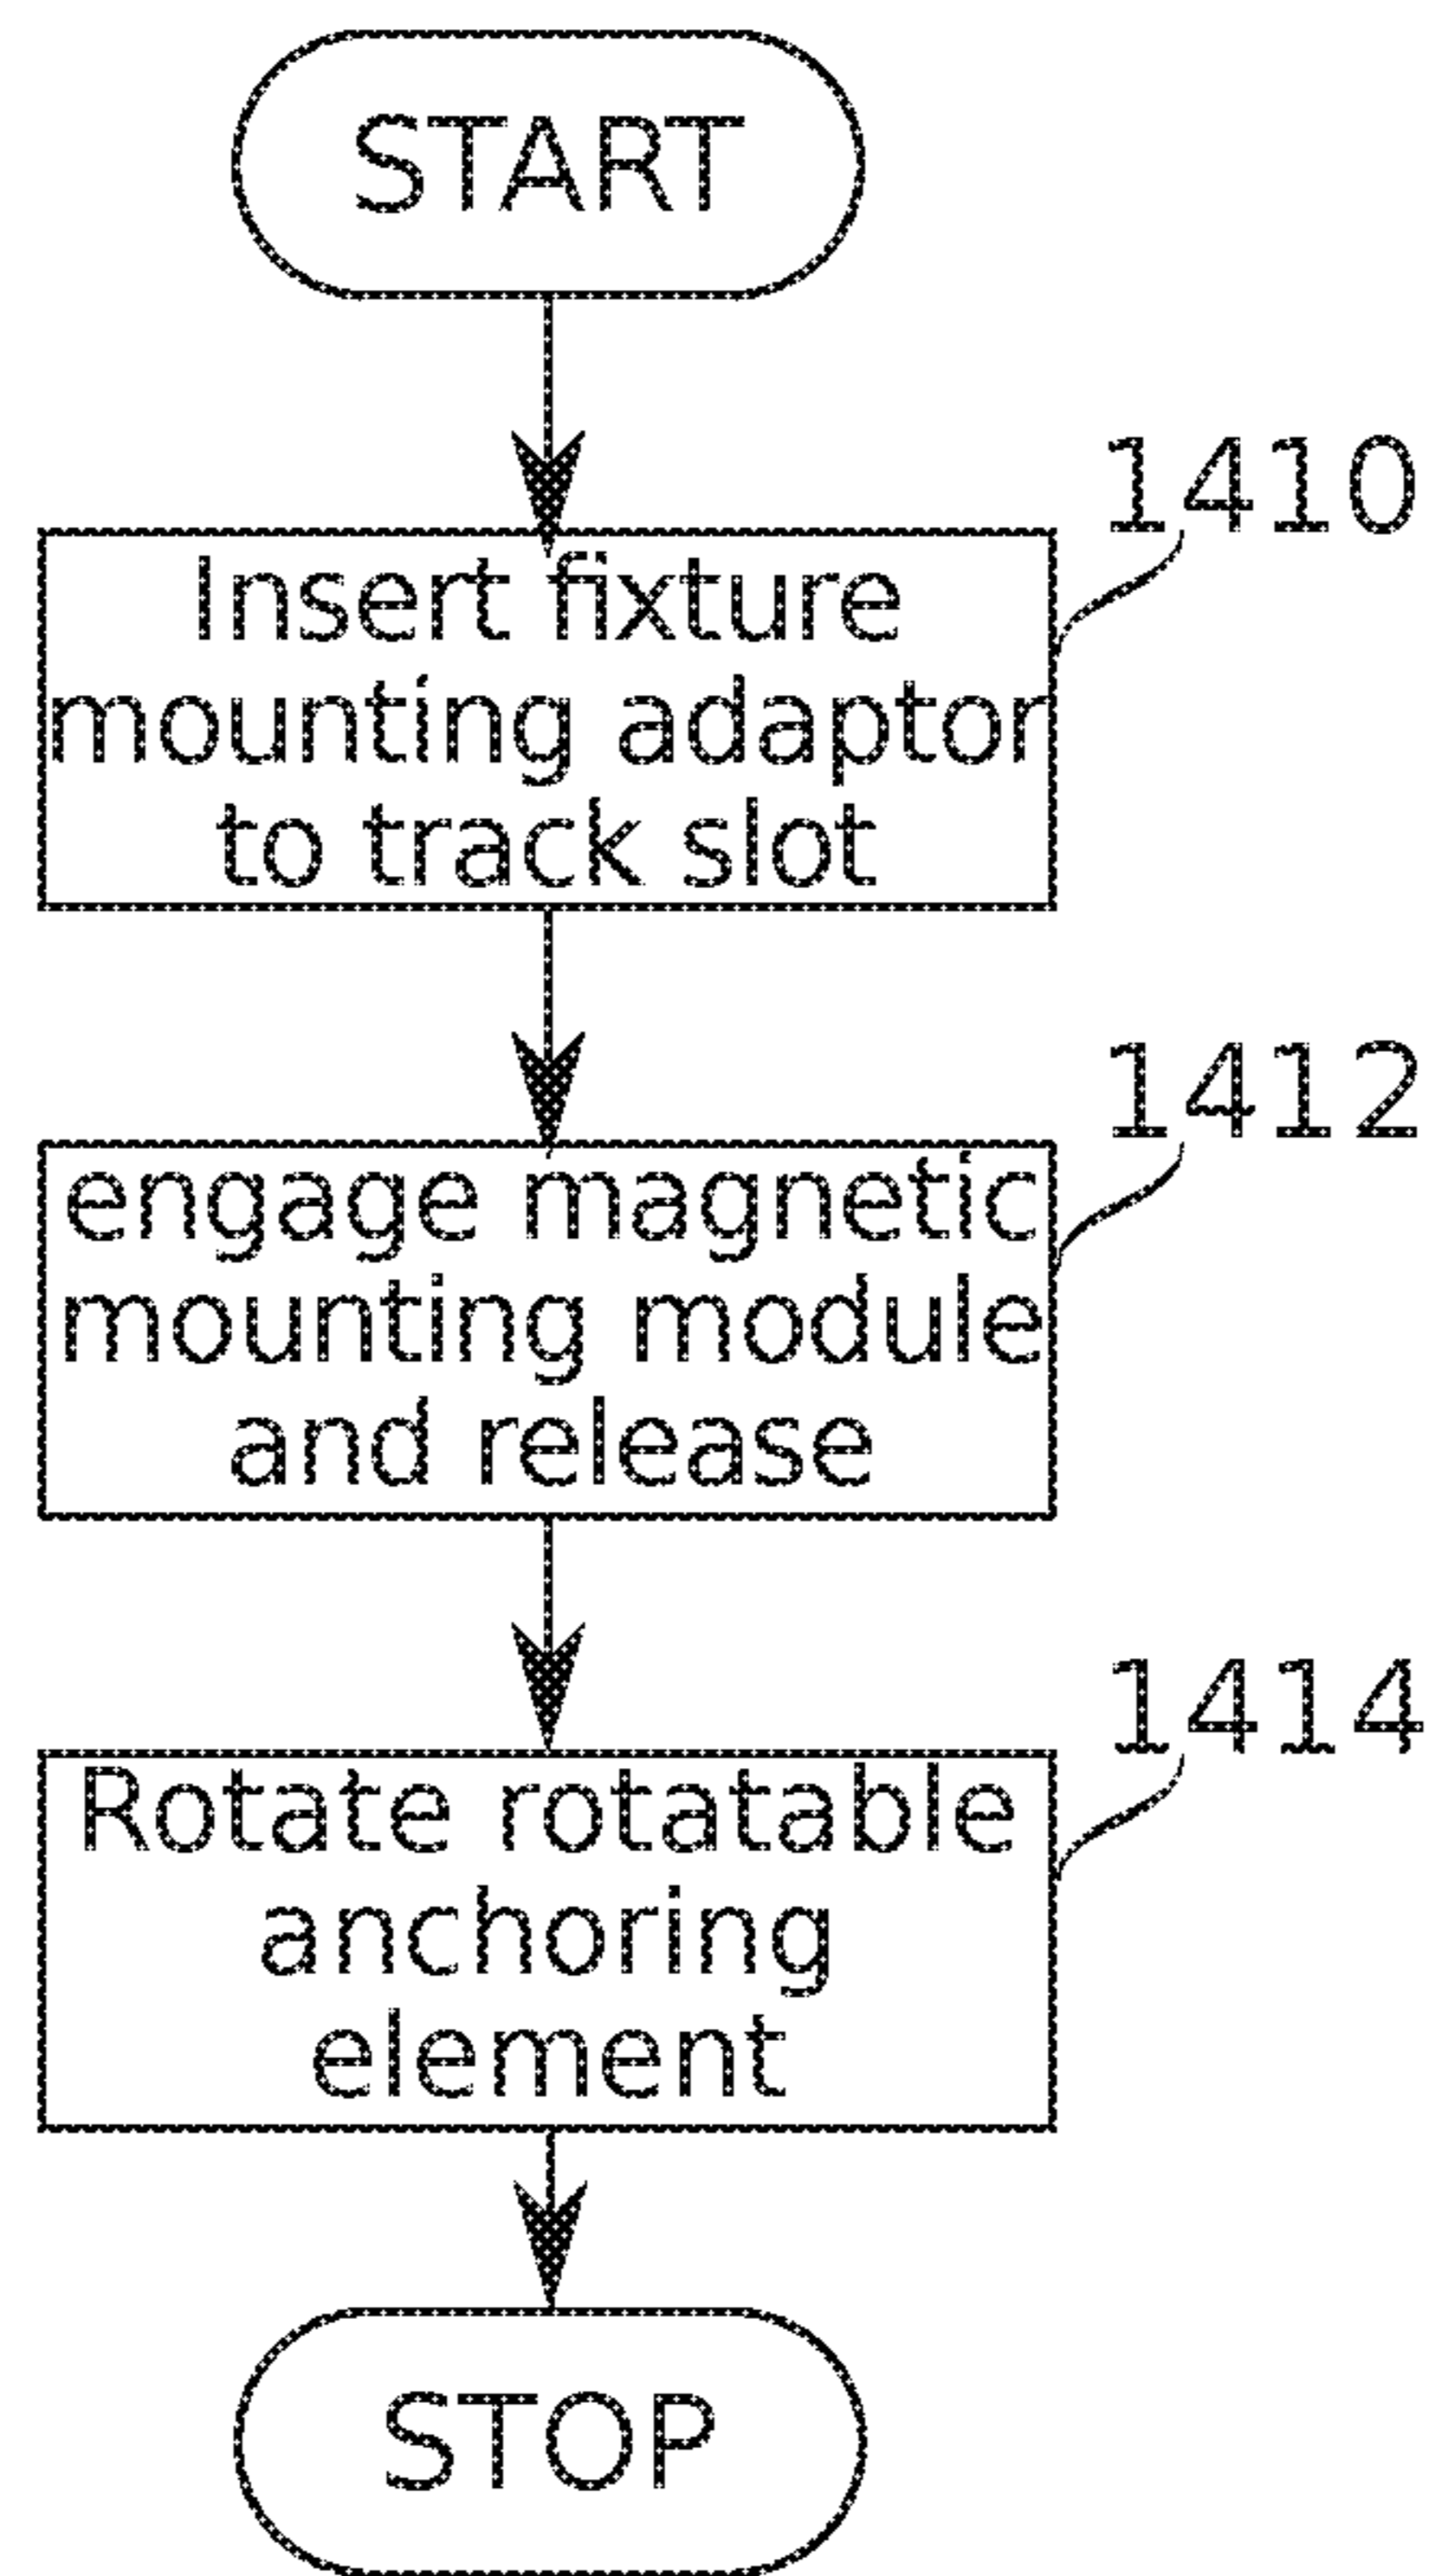 START
1410
Insert fixture
mounting adaptor
to track slot
1412
engage magnetic
mounting module
and release
1414
Rotate rotatable
anchoring
element
STOP